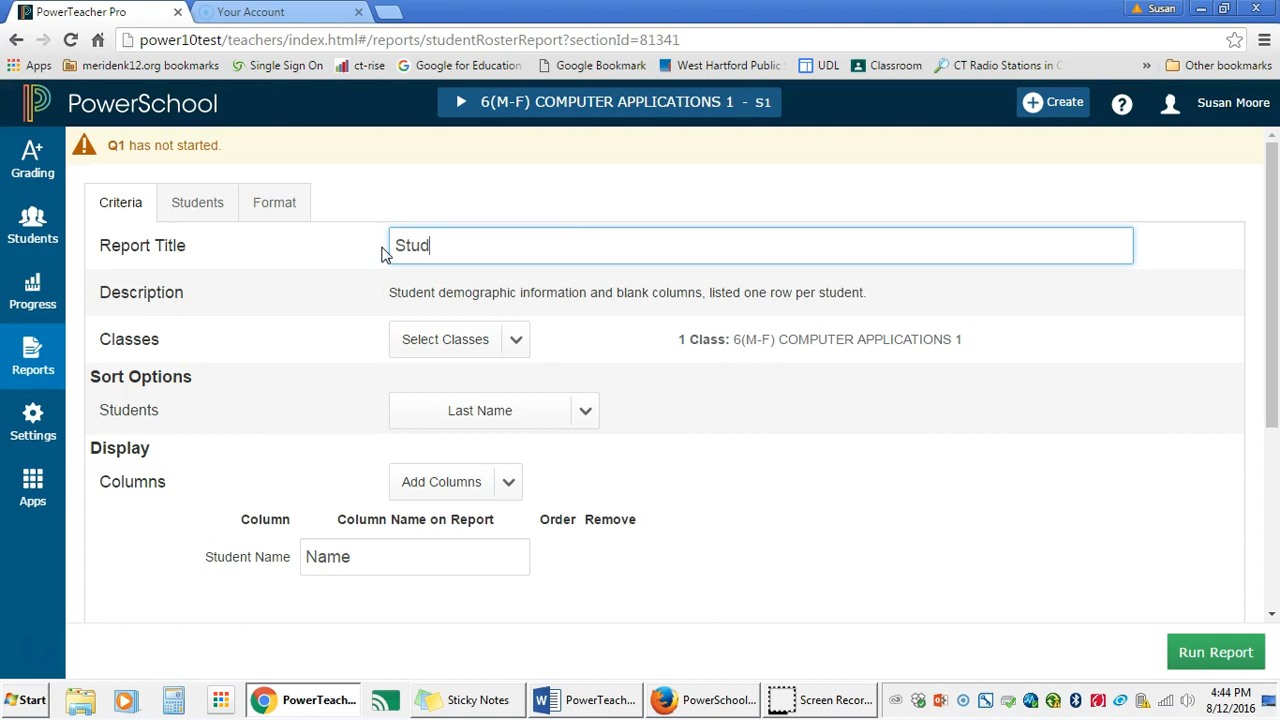 PowerTeacher Pro
Your Account
Susan
power10test/teachers/index.html#/reports/studentRosterReport?sectionId=81341
Apps
meridenk12.org bookmarks
Single Sign On
ct-rise
Google for Education
Google Bookmark
West Hartford Public
UDL
Classroom
CT Radio Stations in C
»
Other bookmarks
PowerSchool
6(M-F) COMPUTER APPLICATIONS 1 - S1
Create
?
Susan Moore
Q1 has not started.
A+
Grading
Students
Progress
Reports
Settings
Apps
Criteria
Students
Format
Report Title
Stud
Description
Student demographic information and blank columns, listed one row per student.
Classes
Select Classes
1 Class: 6(M-F) COMPUTER APPLICATIONS 1
Sort Options
Students
Last Name
Display
Columns
Add Columns
Column
Column Name on Report
Order
Remove
Student Name
Name
Run Report
Start
PowerTeach...
Sticky Notes
PowerTeach...
PowerSchool...
Screen Recor...
4:44 PM
8/12/2016